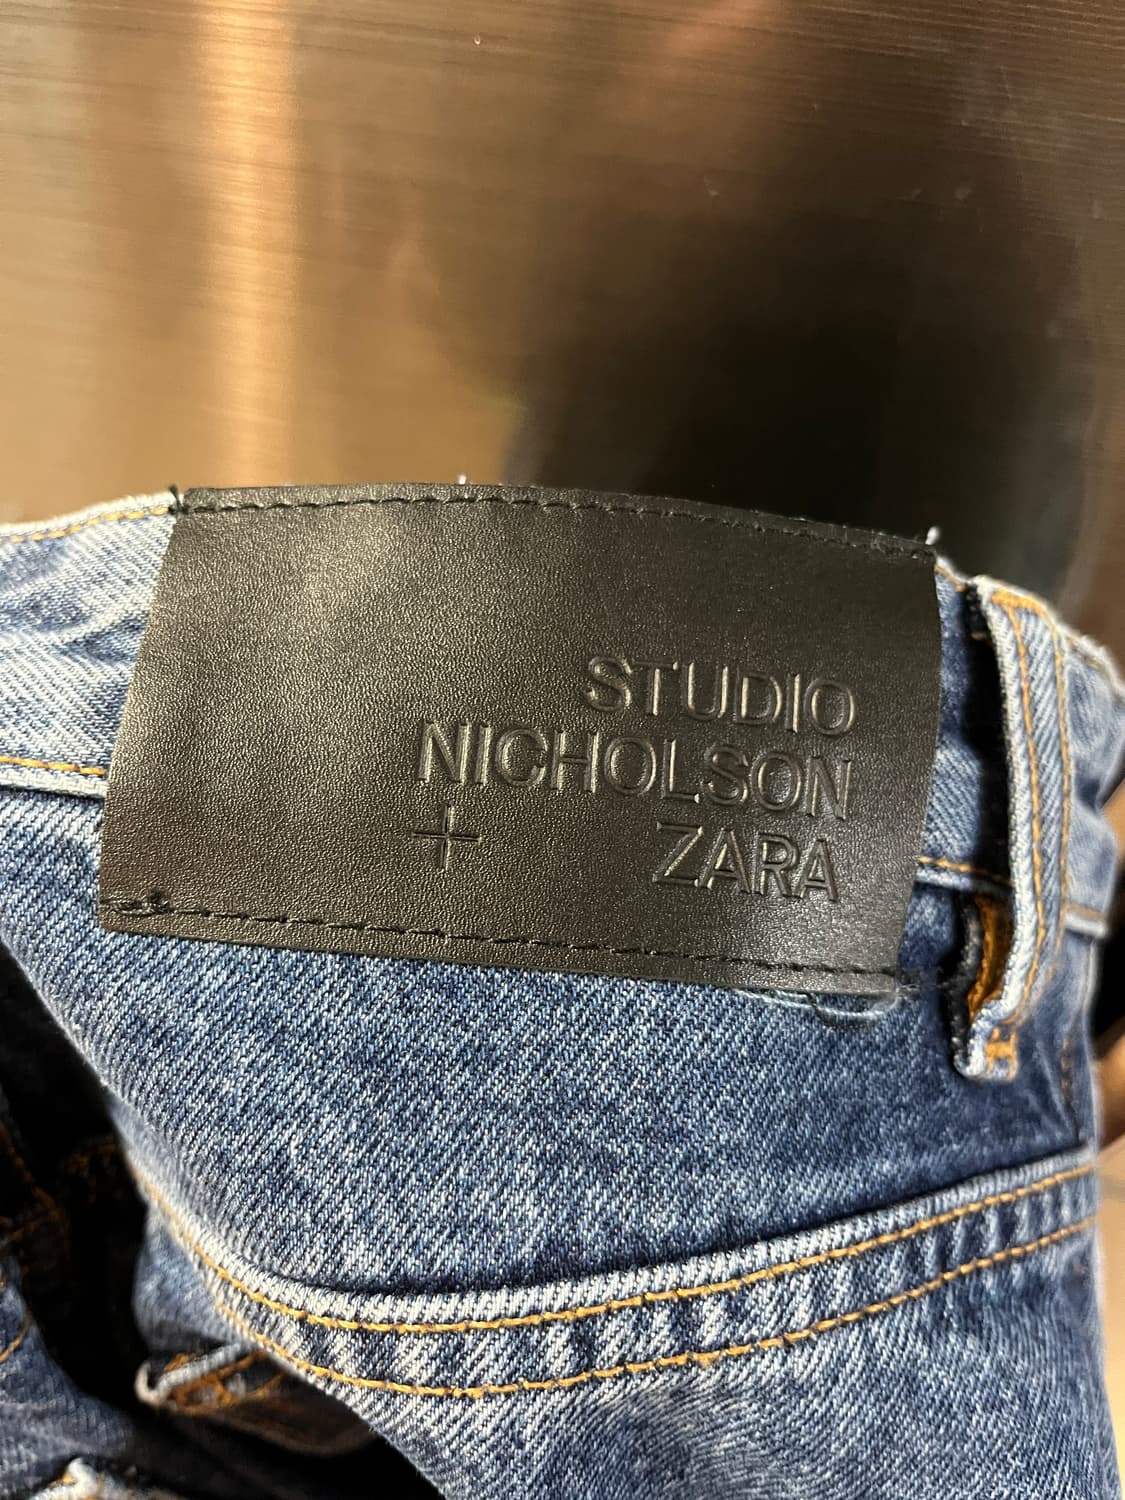 STUDIO
NICHOLSON
+ ZARA